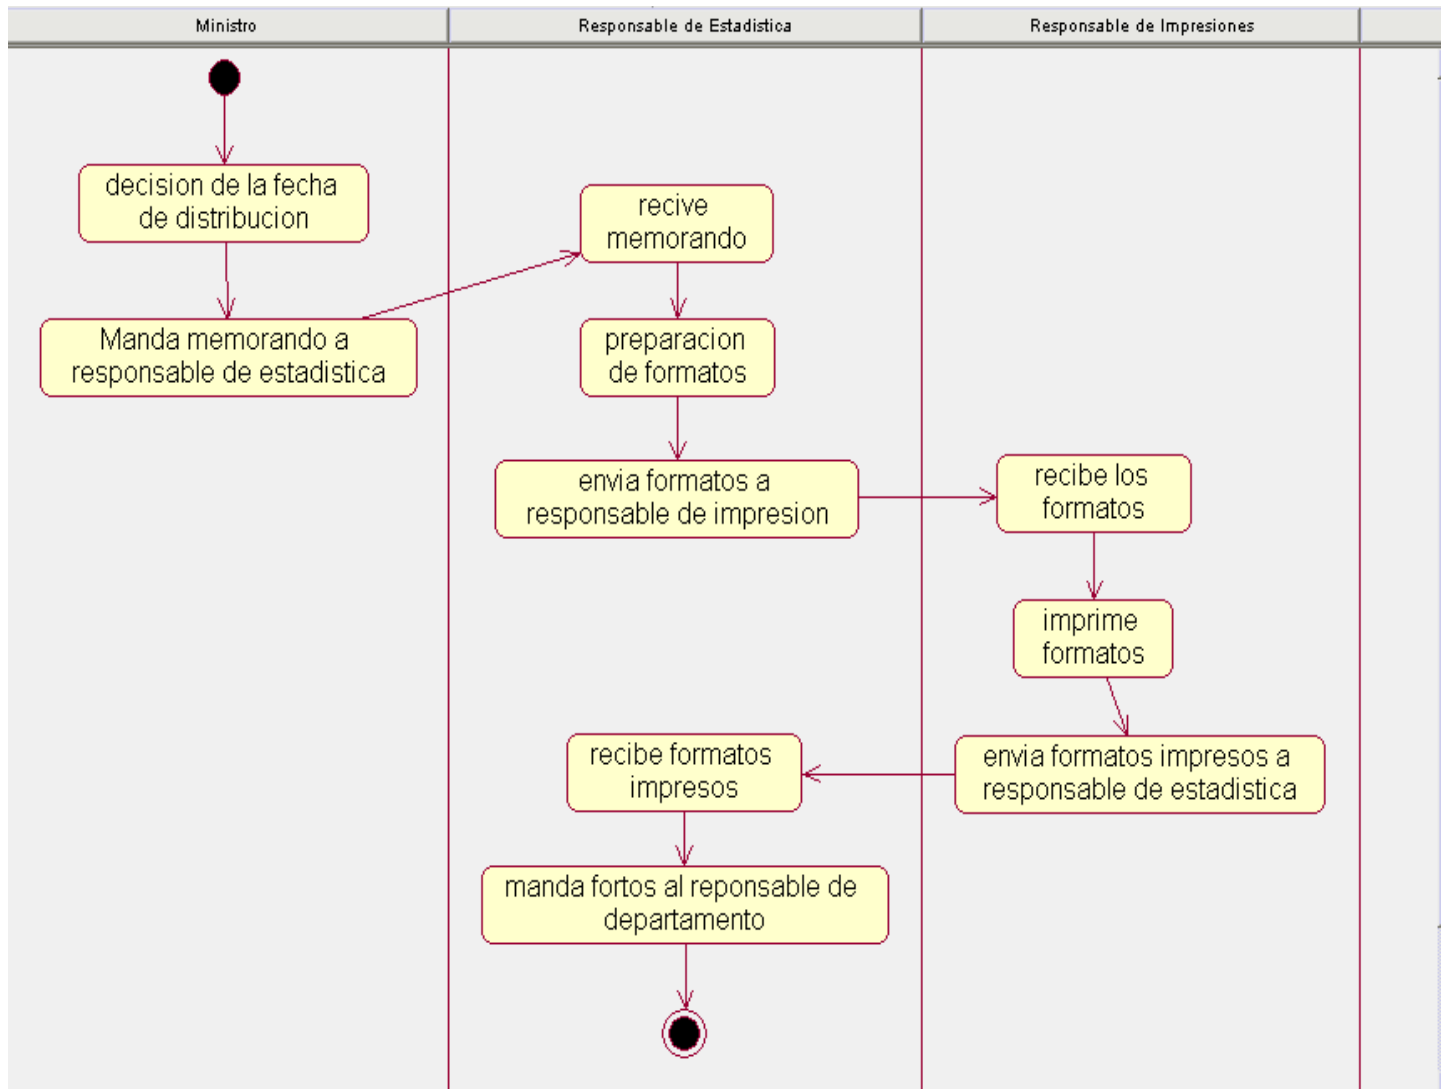 Ministro
Responsable de Estadistica
Responsable de Impresiones
decision de la fecha
de distribucion
Manda memorando a
responsable de estadistica
recive
memorando
preparacion
de formatos
envia formatos a
responsable de impresion
recibe los
formatos
imprime
formatos
envia formatos impresos a
responsable de estadistica
recibe formatos
impresos
manda fortos al reponsable de
departamento